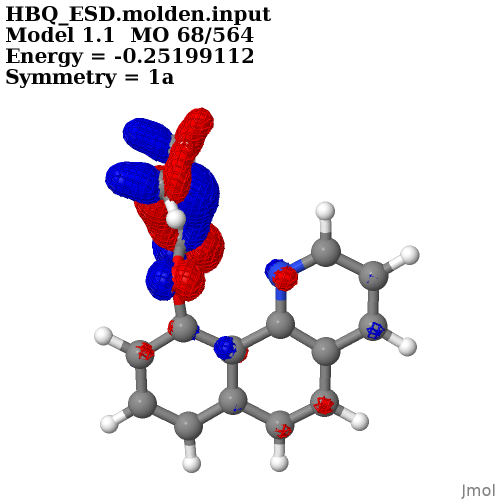 HBQ_ESD.molden.input
Model 1.1  MO 68/564
Energy = -0.25199112
Symmetry = 1a
Jmol